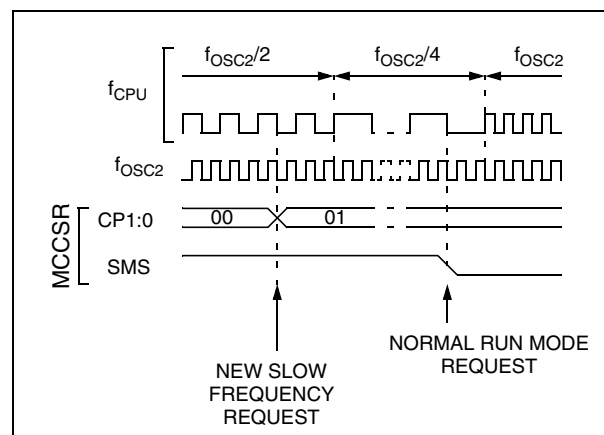 fOSC2/2
fOSC2/4
fOSC2
fCPU
fOSC2
MCCSR
CP1:0
00
01
SMS
NEW SLOW
FREQUENCY
REQUEST
NORMAL RUN MODE
REQUEST